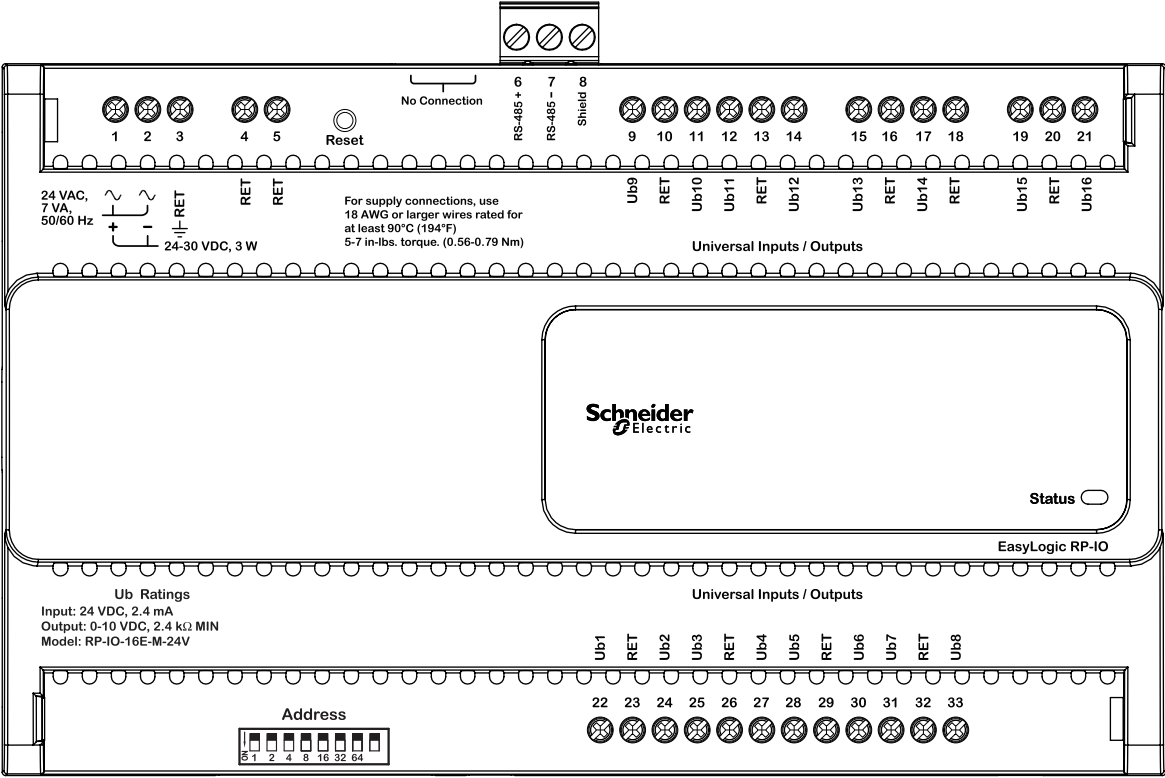 6 7 8
RS-485 + RS-485 – Shield
No Connection
1 2 3 4 5
Reset
9 10 11 12 13 14 15 16 17 18 19 20 21
24 VAC,
7 VA,
50/60 Hz
+ –
RET
24-30 VDC, 3 W
RET RET
For supply connections, use
18 AWG or larger wires rated for
at least 90°C (194°F)
5-7 in-lbs. torque. (0.56-0.79 Nm)
Ub9 RET Ub10 Ub11 RET Ub12 Ub13 RET Ub14 RET Ub15 RET Ub16
Universal Inputs / Outputs
Schneider
Electric
Status
EasyLogic RP-IO
Ub Ratings
Input: 24 VDC, 2.4 mA
Output: 0-10 VDC, 2.4 kΩ MIN
Model: RP-IO-16E-M-24V
Universal Inputs / Outputs
Ub1 RET Ub2 Ub3 RET Ub4 Ub5 RET Ub6 Ub7 RET Ub8
22 23 24 25 26 27 28 29 30 31 32 33
Address
ON
1 2 4 8 16 32 64